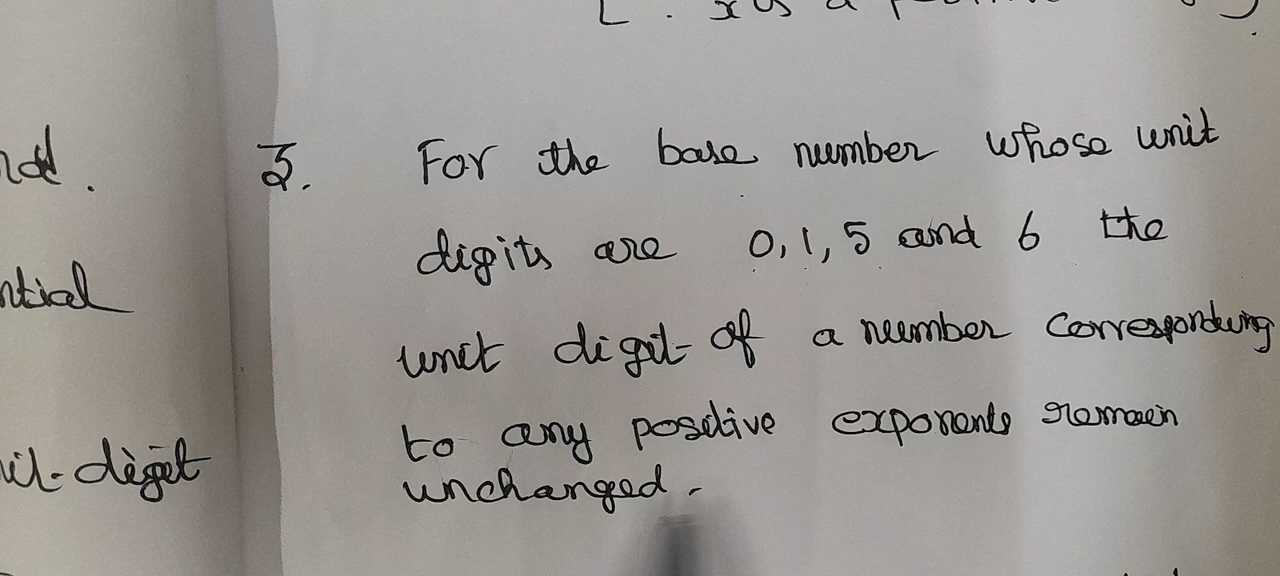 3. For the base number whose unit
digits are 0, 1, 5 and 6 the
unit digit of a number corresponding
to any positive exponents remain
unchanged.